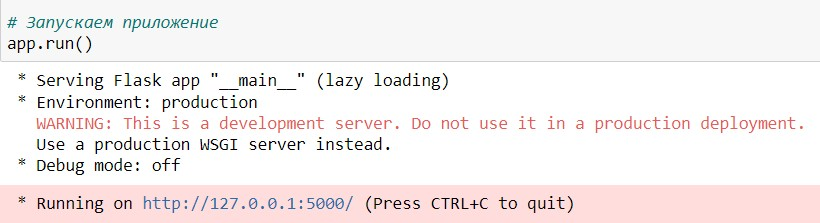 # Запускаем приложение
app.run()
* Serving Flask app "__main__" (lazy loading)
* Environment: production
WARNING: This is a development server. Do not use it in a production deployment.
Use a production WSGI server instead.
* Debug mode: off
* Running on http://127.0.0.1:5000/ (Press CTRL+C to quit)